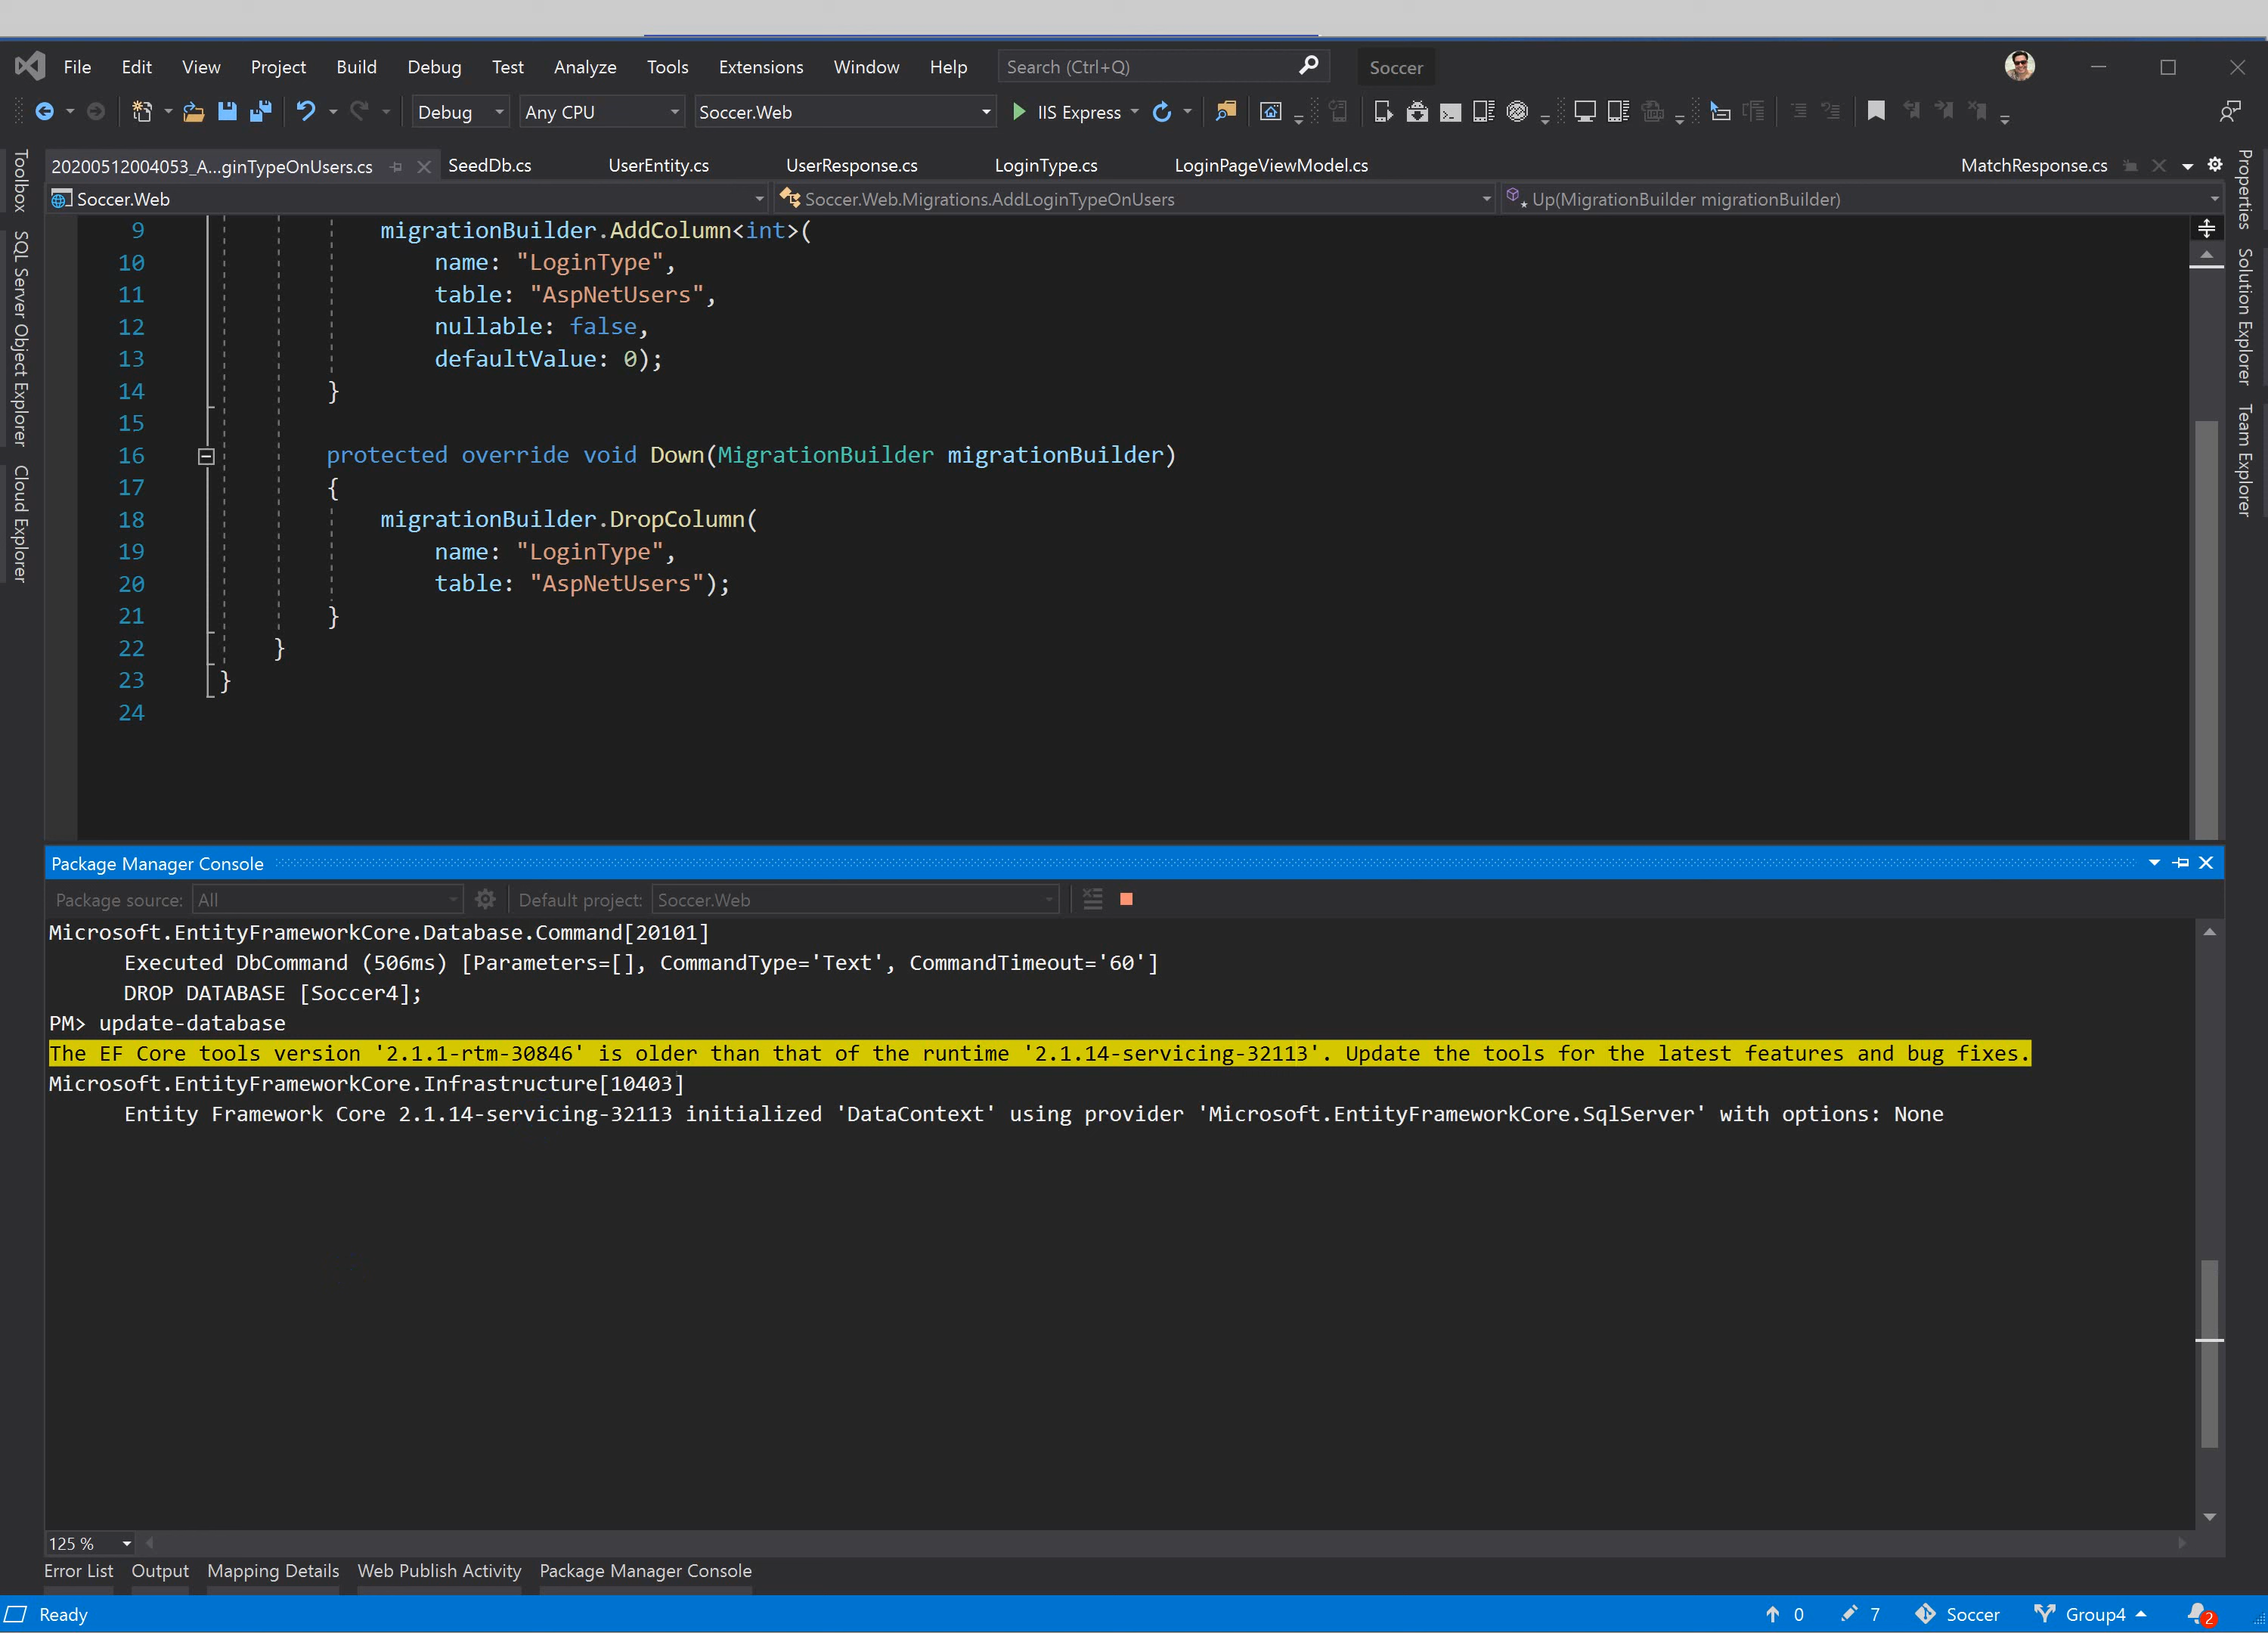 File Edit View Project Build Debug Test Analyze Tools Extensions Window Help Search (Ctrl+Q) Soccer
Debug Any CPU Soccer.Web IIS Express
20200512004053_A...ginTypeOnUsers.cs SeedDb.cs UserEntity.cs UserResponse.cs LoginType.cs LoginPageViewModel.cs MatchResponse.cs
Soccer.Web Soccer.Web.Migrations.AddLoginTypeOnUsers Up(MigrationBuilder migrationBuilder)
Toolbox
SQL Server Object Explorer
Cloud Explorer
9 migrationBuilder.AddColumn<int>(
10 name: "LoginType",
11 table: "AspNetUsers",
12 nullable: false,
13 defaultValue: 0);
14 }
15
16 protected override void Down(MigrationBuilder migrationBuilder)
17 {
18 migrationBuilder.DropColumn(
19 name: "LoginType",
20 table: "AspNetUsers");
21 }
22 }
23 }
24
Properties
Solution Explorer
Team Explorer
Package Manager Console
Package source: All Default project: Soccer.Web
Microsoft.EntityFrameworkCore.Database.Command[20101]
Executed DbCommand (506ms) [Parameters=[], CommandType='Text', CommandTimeout='60']
DROP DATABASE [Soccer4];
PM> update-database
The EF Core tools version '2.1.1-rtm-30846' is older than that of the runtime '2.1.14-servicing-32113'. Update the tools for the latest features and bug fixes.
Microsoft.EntityFrameworkCore.Infrastructure[10403]
Entity Framework Core 2.1.14-servicing-32113 initialized 'DataContext' using provider 'Microsoft.EntityFrameworkCore.SqlServer' with options: None
125 %
Error List Output Mapping Details Web Publish Activity Package Manager Console
Ready 0 7 Soccer Group4 2